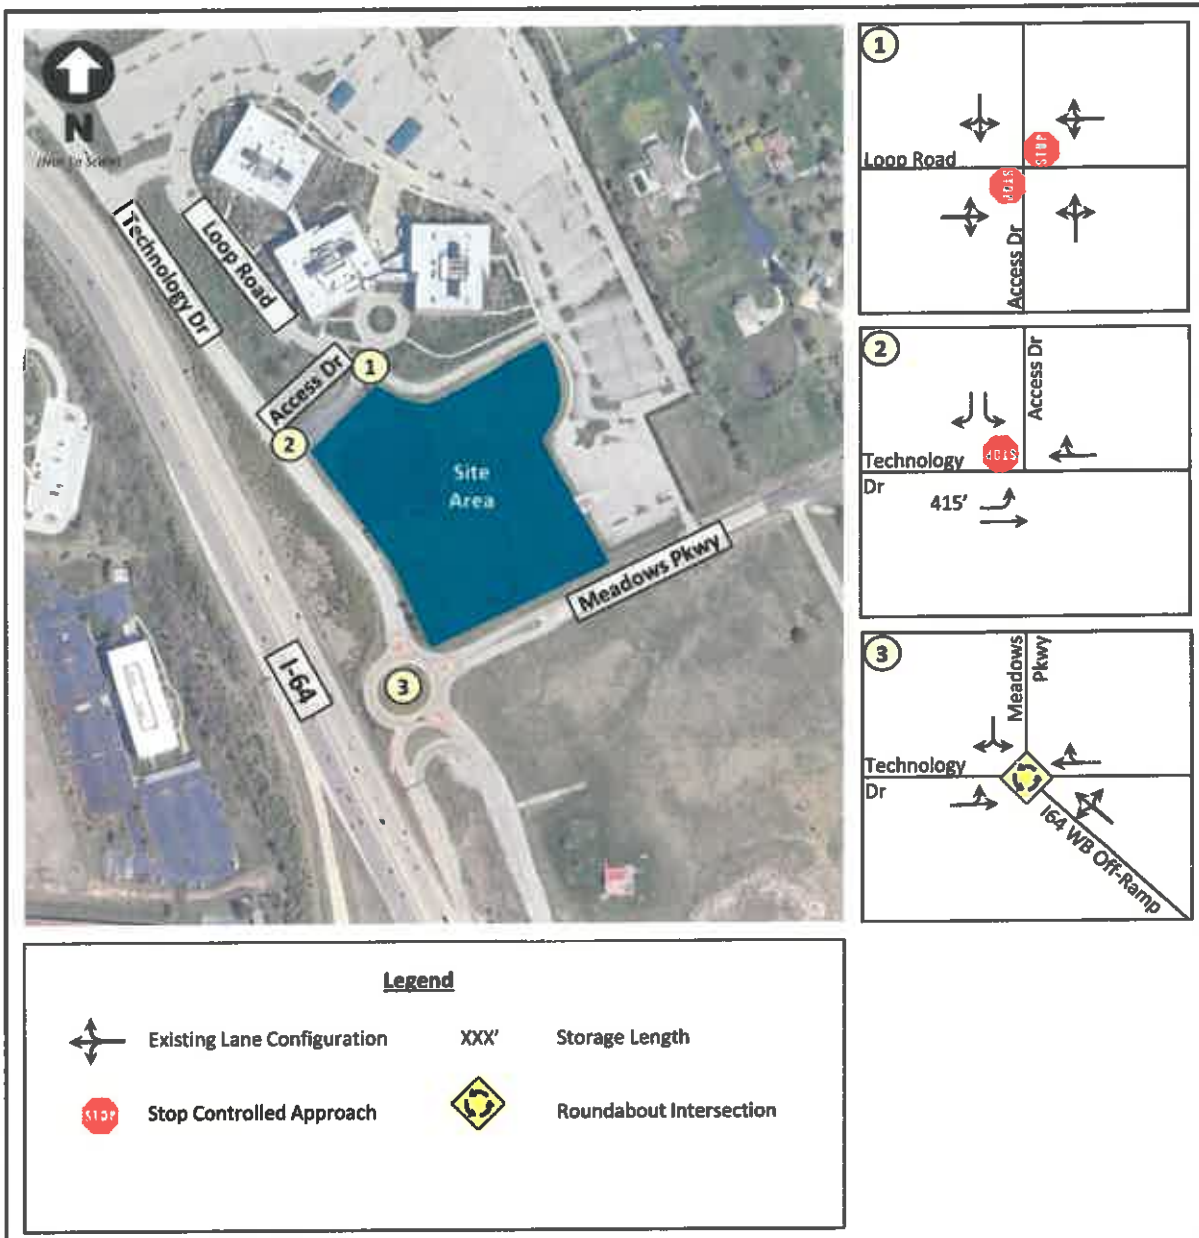 N
(Not to Scale)
Technology Dr
Loop Road
Access Dr
1
2
Site
Area
Meadows Pkwy
I-64
3
1
Loop Road
STOP
STOP
Access Dr
2
Access Dr
Technology
Dr
STOP
415'
3
Meadows
Pkwy
Technology
Dr
I64 WB Off-Ramp
Legend
Existing Lane Configuration
XXX'
Storage Length
STOP
Stop Controlled Approach
Roundabout Intersection